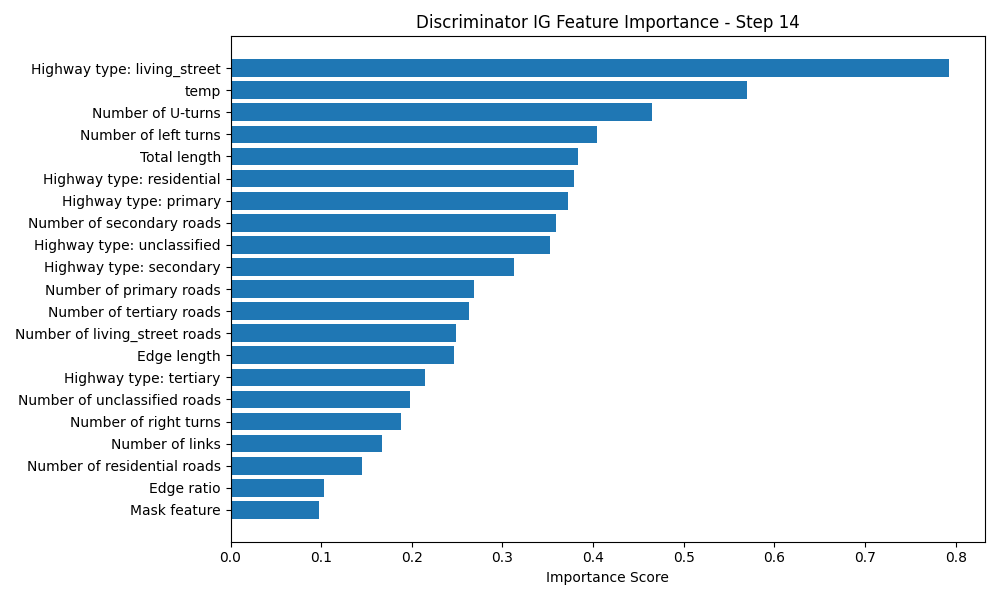 Discriminator IG Feature Importance - Step 14
Highway type: living_street
temp
Number of U-turns
Number of left turns
Total length
Highway type: residential
Highway type: primary
Number of secondary roads
Highway type: unclassified
Highway type: secondary
Number of primary roads
Number of tertiary roads
Number of living_street roads
Edge length
Highway type: tertiary
Number of unclassified roads
Number of right turns
Number of links
Number of residential roads
Edge ratio
Mask feature
0.0 0.1 0.2 0.3 0.4 0.5 0.6 0.7 0.8
Importance Score